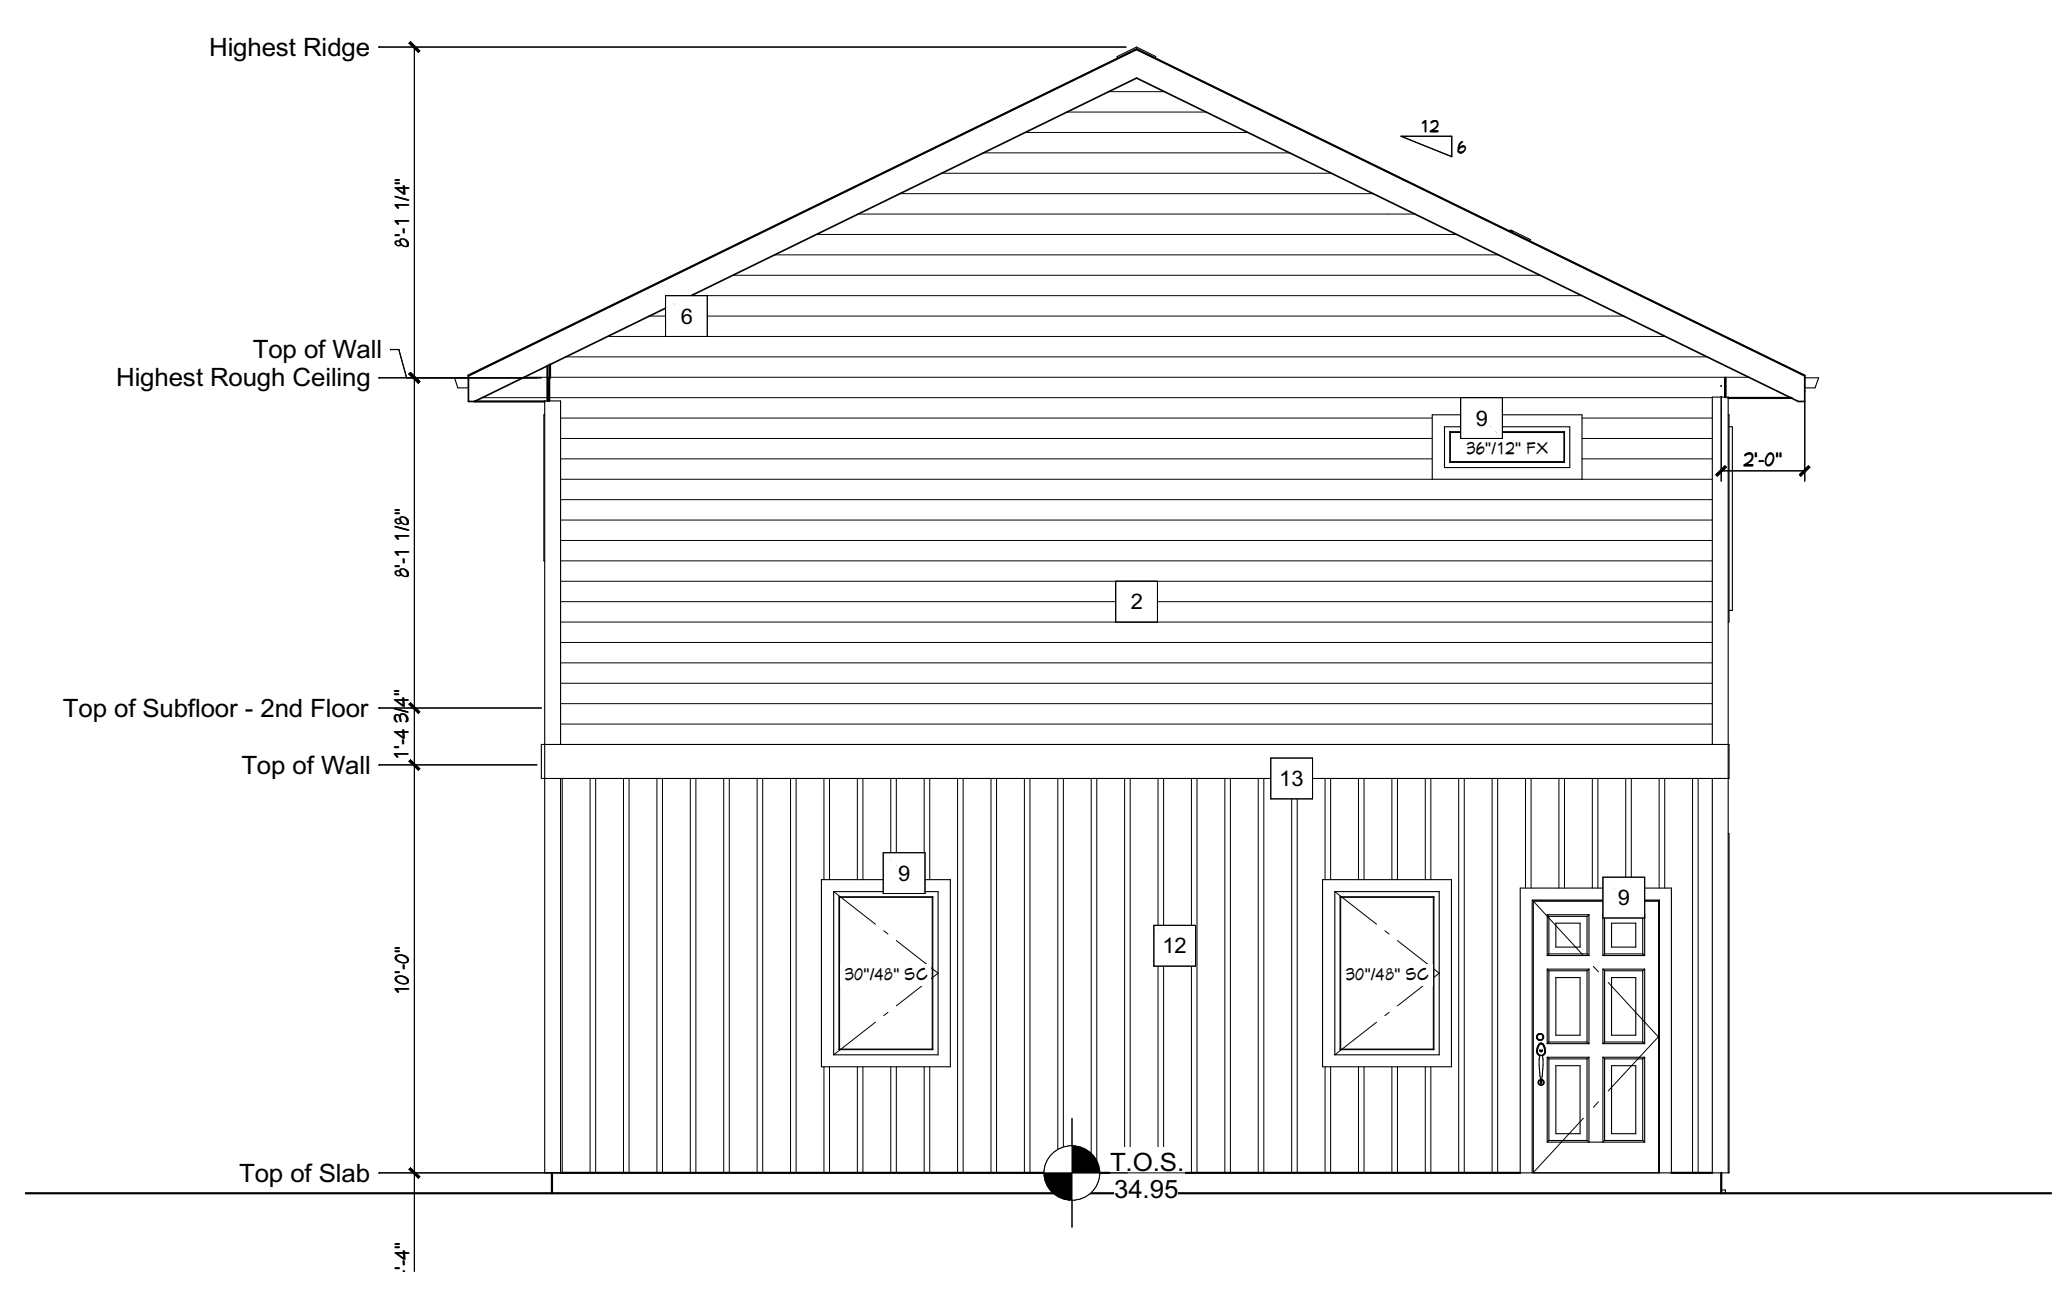 Highest Ridge
12
6
8'-1 1/4"
6
Top of Wall
Highest Rough Ceiling
9
36"/12" FX
2'-0"
8'-1 1/8"
2
Top of Subfloor - 2nd Floor
1'-4 3/4"
Top of Wall
13
9
9
12
10'-0"
30"/48" SC
30"/48" SC
Top of Slab
T.O.S.
34.95
'-4"